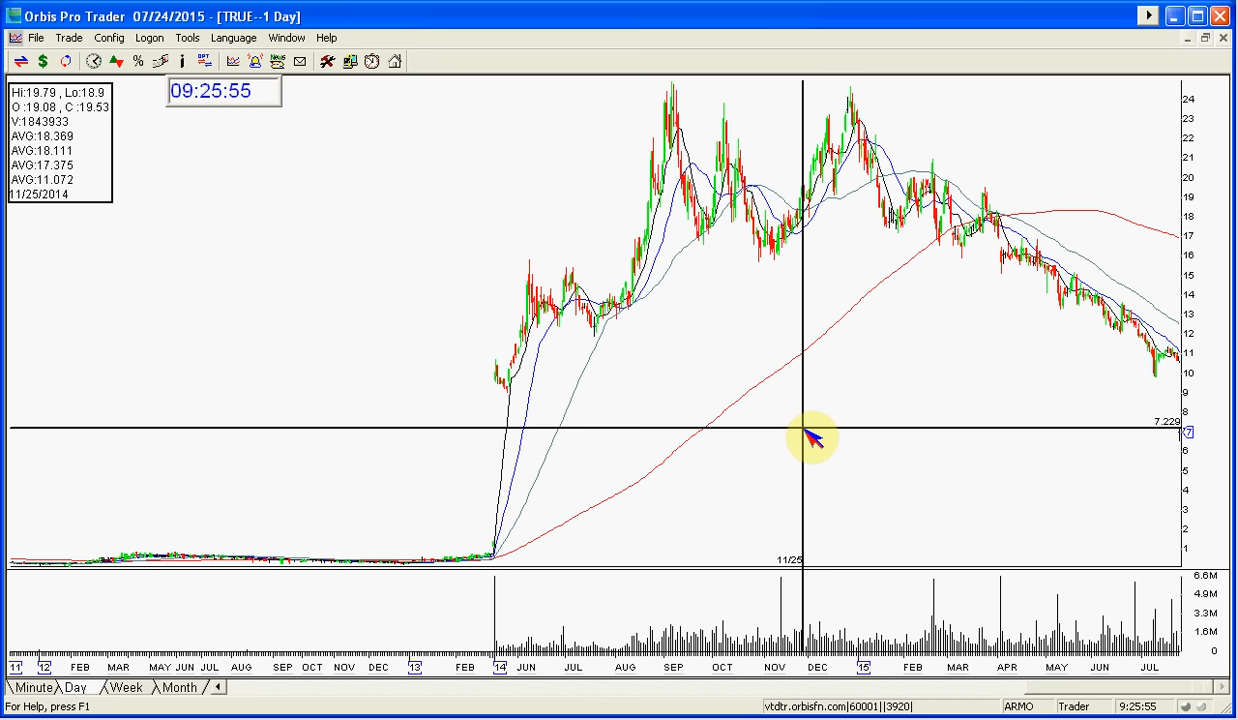 Orbis Pro Trader 07/24/2015 - [TRUE--1 Day]
File Trade Config Logon Tools Language Window Help
09:25:55
Hi:19.79 , Lo:18.9
O :19.08 , C :19.53
V:1843933
AVG:18.369
AVG:18.111
AVG:17.375
AVG:11.072
11/25/2014
24
23
22
21
20
19
18
17
16
15
14
13
12
11
10
9
8
7.229
7
6
5
4
3
2
1
11/25
6.6M
4.9M
3.3M
1.6M
0
11 12 FEB MAR MAY JUN JUL AUG SEP OCT NOV DEC 13 FEB 14 JUN JUL AUG SEP OCT NOV DEC 15 FEB MAR APR MAY JUN JUL
Minute Day Week Month
For Help, press F1 vtdtr.orbisfn.com|60001||3920| ARMO Trader 9:25:55